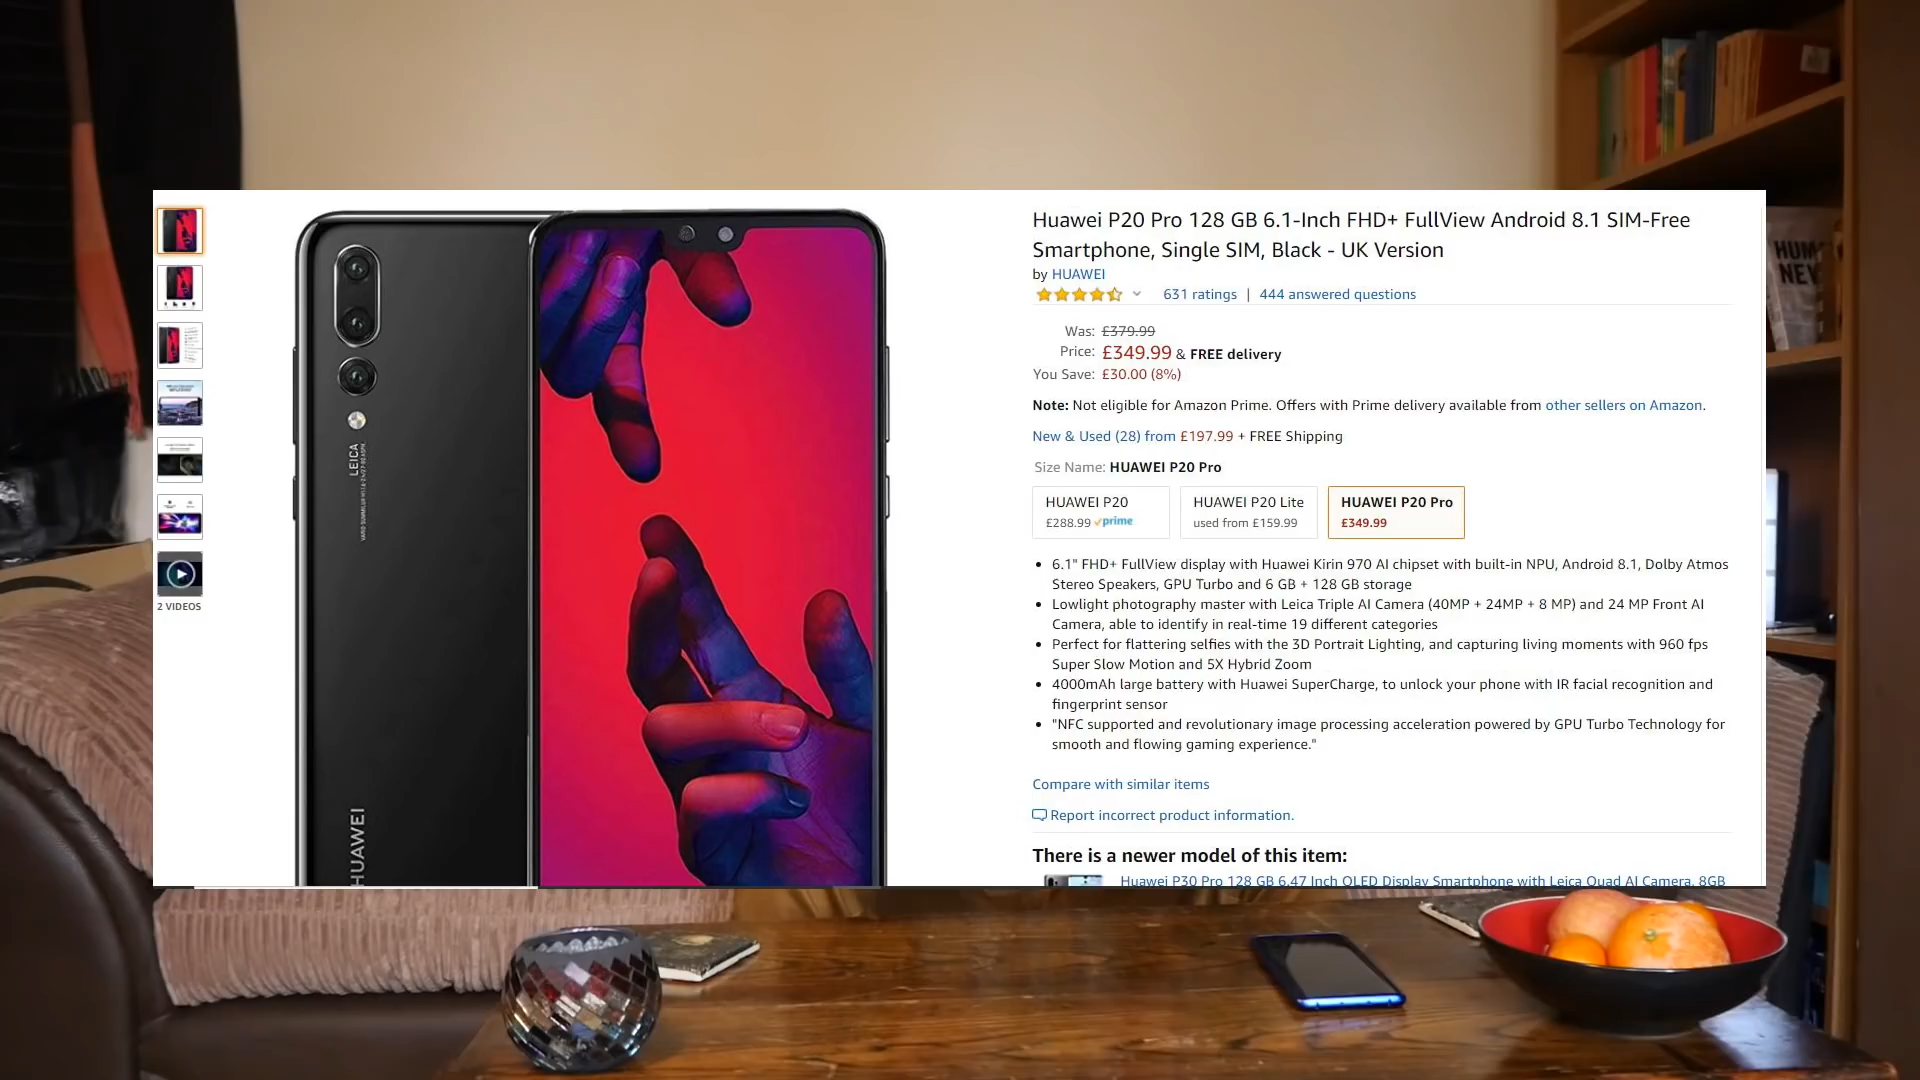 Huawei P20 Pro 128 GB 6.1-Inch FHD+ FullView Android 8.1 SIM-Free
Smartphone, Single SIM, Black - UK Version
by HUAWEI
631 ratings | 444 answered questions
Was: £379.99
Price: £349.99 & FREE delivery
You Save: £30.00 (8%)
Note: Not eligible for Amazon Prime. Offers with Prime delivery available from other sellers on Amazon.
New & Used (28) from £197.99 + FREE Shipping
Size Name: HUAWEI P20 Pro
HUAWEI P20
£288.99 prime
HUAWEI P20 Lite
used from £159.99
HUAWEI P20 Pro
£349.99
6.1" FHD+ FullView display with Huawei Kirin 970 AI chipset with built-in NPU, Android 8.1, Dolby Atmos
Stereo Speakers, GPU Turbo and 6 GB + 128 GB storage
Lowlight photography master with Leica Triple AI Camera (40MP + 24MP + 8 MP) and 24 MP Front AI
Camera, able to identify in real-time 19 different categories
Perfect for flattering selfies with the 3D Portrait Lighting, and capturing living moments with 960 fps
Super Slow Motion and 5X Hybrid Zoom
4000mAh large battery with Huawei SuperCharge, to unlock your phone with IR facial recognition and
fingerprint sensor
"NFC supported and revolutionary image processing acceleration powered by GPU Turbo Technology for
smooth and flowing gaming experience."
Compare with similar items
Report incorrect product information.
There is a newer model of this item:
Huawei P30 Pro 128 GB 6.47 Inch OLED Display Smartphone with Leica Quad AI Camera, 8GB
2 VIDEOS
LEICA
HUAWEI
HUM
NEV